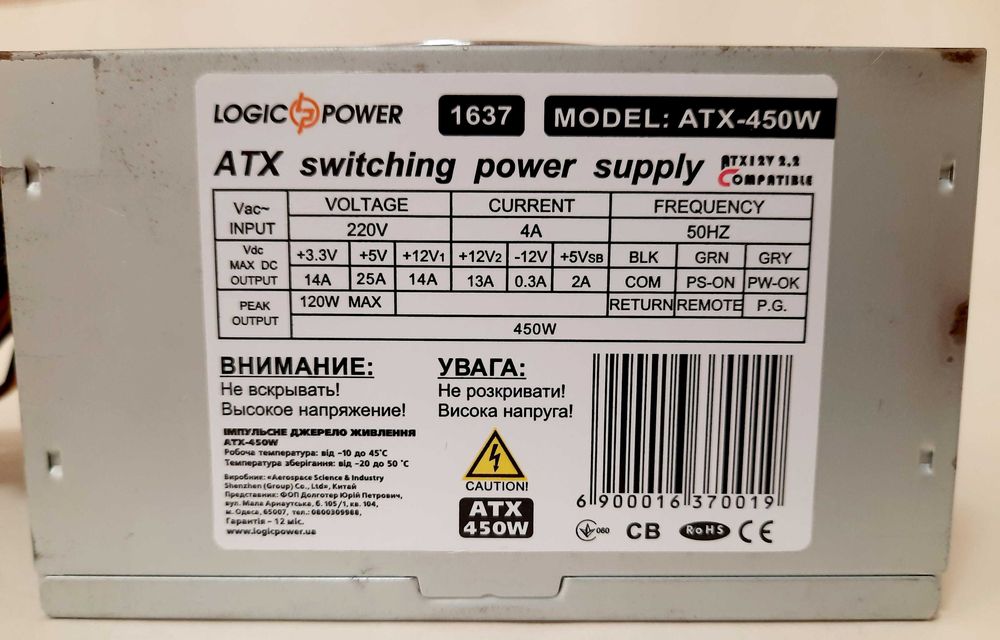 LOGIC POWER 1637 MODEL: ATX-450W
ATX switching power supply ATX12V 2.2 COMPATIBLE
Vac~ INPUT VOLTAGE CURRENT FREQUENCY
220V 4A 50HZ
Vdc MAX DC OUTPUT +3.3V +5V +12V1 +12V2 -12V +5VSB BLK GRN GRY
14A 25A 14A 13A 0.3A 2A COM PS-ON PW-OK
PEAK OUTPUT 120W MAX RETURN REMOTE P.G.
450W
ВНИМАНИЕ:
Не вскрывать!
Высокое напряжение!
УВАГА:
Не розкривати!
Висока напруга!
ІМПУЛЬСНЕ ДЖЕРЕЛО ЖИВЛЕННЯ
ATX-450W
Робоча температура: від -10 до 45°C
Температура зберігання: від -20 до 50 °C
Виробник: «Aerospace Science & Industry
Shenzhen (Group) Co., Ltd», Китай
Представник: ФОП Долготер Юрій Петрович,
вул. Мала Арнаутська, б. 105/1, кв. 104,
м. Одеса, 65007, тел.: 0800309988,
Гарантія - 12 міс.
www.logicpower.ua
CAUTION!
ATX
450W
6 900016 370019
060 CB RoHS CE